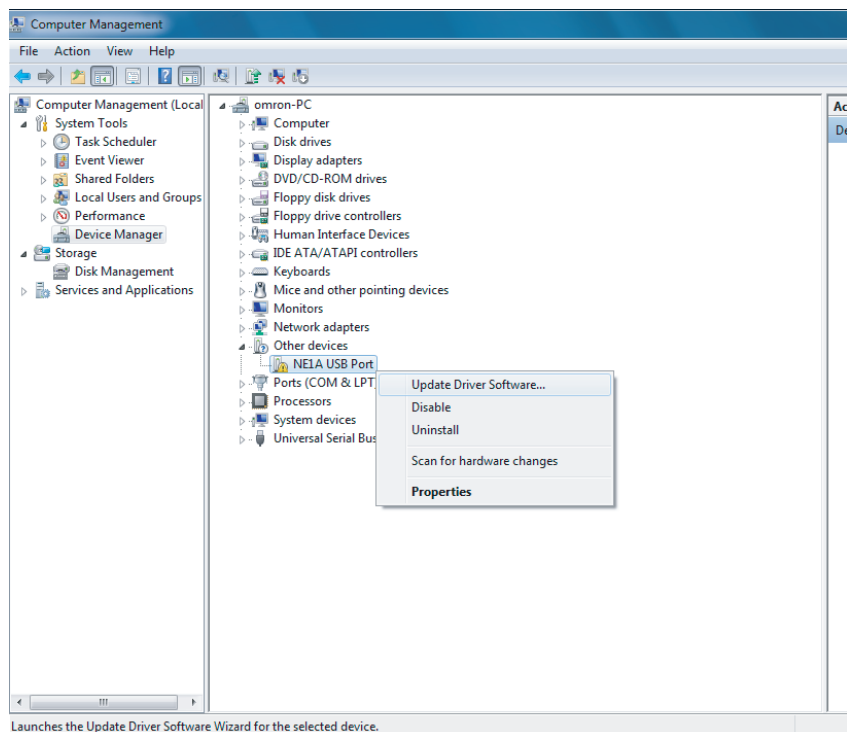 Computer Management
File Action View Help
Computer Management (Local
System Tools
Task Scheduler
Event Viewer
Shared Folders
Local Users and Groups
Performance
Device Manager
Storage
Disk Management
Services and Applications
omron-PC
Computer
Disk drives
Display adapters
DVD/CD-ROM drives
Floppy disk drives
Floppy drive controllers
Human Interface Devices
IDE ATA/ATAPI controllers
Keyboards
Mice and other pointing devices
Monitors
Network adapters
Other devices
NE1A USB Port
Ports (COM & LPT
Processors
System devices
Universal Serial Bus
Update Driver Software...
Disable
Uninstall
Scan for hardware changes
Properties
Ac
De
Launches the Update Driver Software Wizard for the selected device.